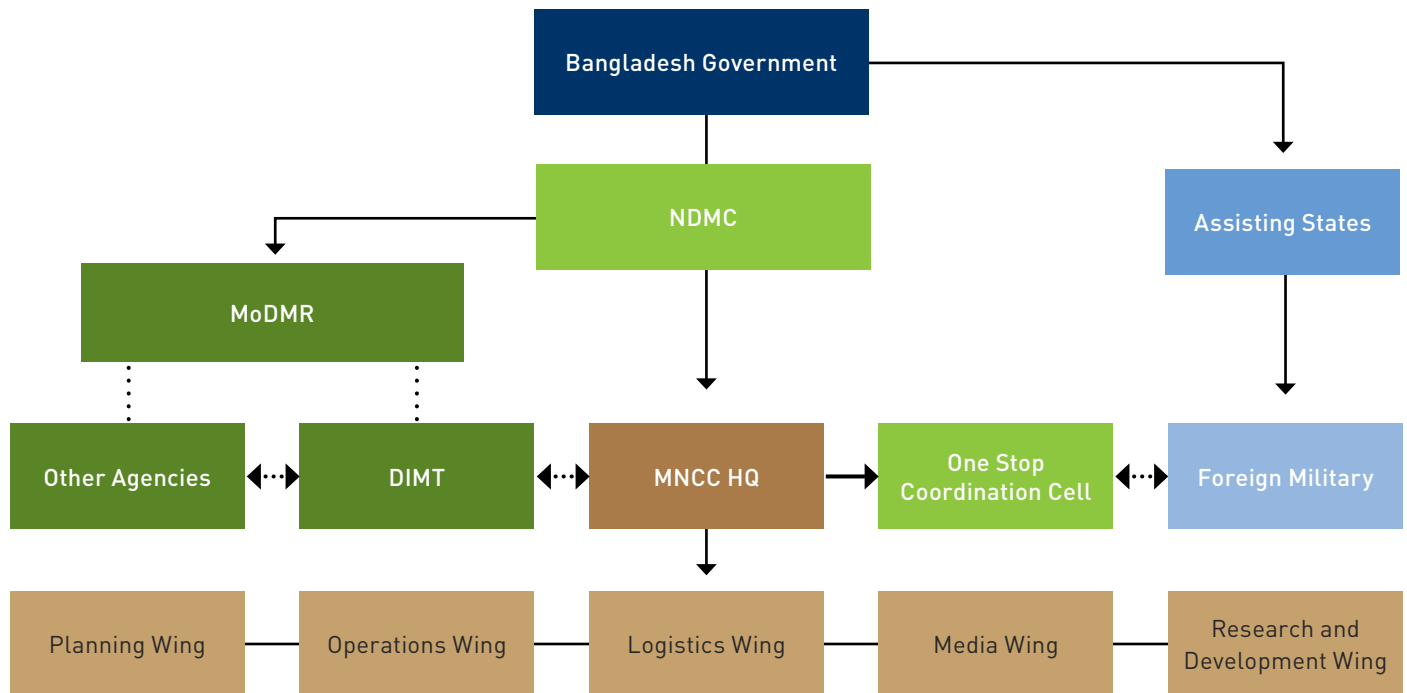 Bangladesh Government
NDMC
Assisting States
MoDMR
Other Agencies
DIMT
MNCC HQ
One Stop
Coordination Cell
Foreign Military
Planning Wing
Operations Wing
Logistics Wing
Media Wing
Research and
Development Wing